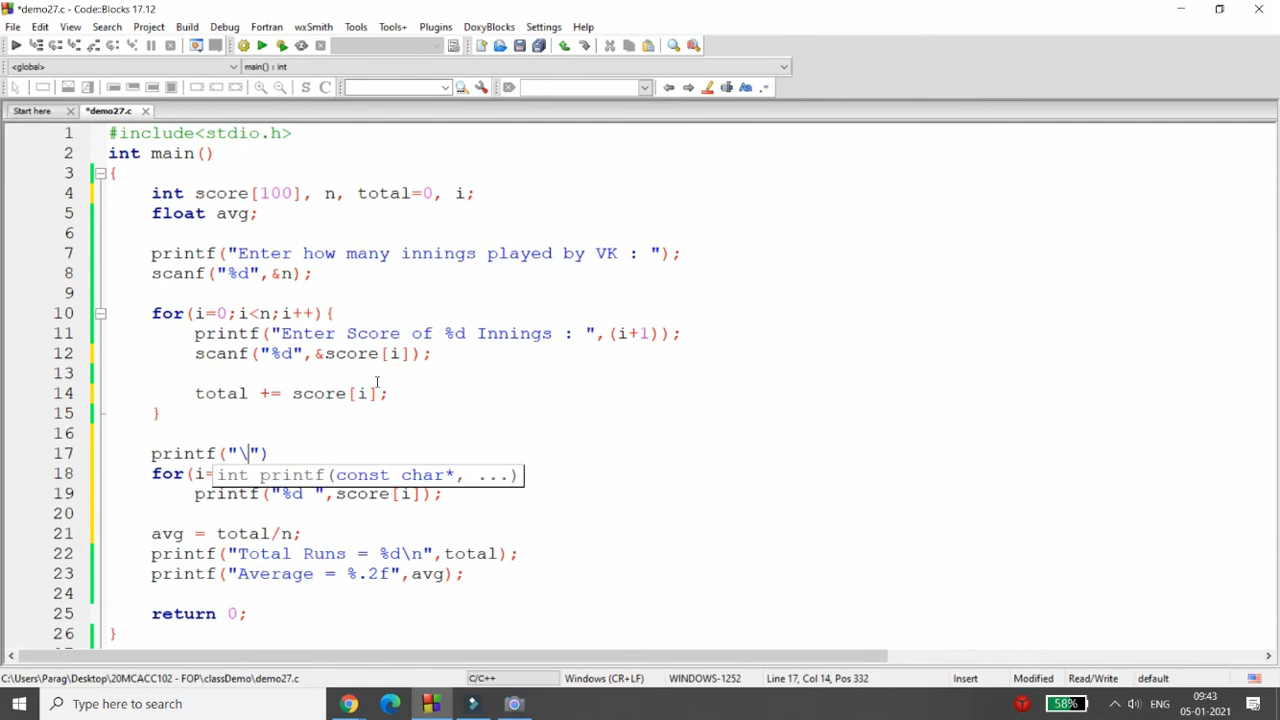 *demo27.c - Code::Blocks 17.12
File Edit View Search Project Build Debug Fortran wxSmith Tools Tools+ Plugins DoxyBlocks Settings Help
<global> main() : int
S C
Start here *demo27.c
1 #include<stdio.h>
2 int main()
3 {
4 int score[100], n, total=0, i;
5 float avg;
6
7 printf("Enter how many innings played by VK : ");
8 scanf("%d",&n);
9
10 for(i=0;i<n;i++){
11 printf("Enter Score of %d Innings : ",(i+1));
12 scanf("%d",&score[i]);
13
14 total += score[i];
15 }
16
17 printf("\")
18 for(i= int printf(const char*, ...)
19 printf("%d ",score[i]);
20
21 avg = total/n;
22 printf("Total Runs = %d\n",total);
23 printf("Average = %.2f",avg);
24
25 return 0;
26 }
C:\Users\Parag\Desktop\20MCACC102 - FOP\classDemo\demo27.c C/C++ Windows (CR+LF) WINDOWS-1252 Line 17, Col 14, Pos 332 Insert Modified Read/Write default
Type here to search 58% ENG 09:43
05-01-2021